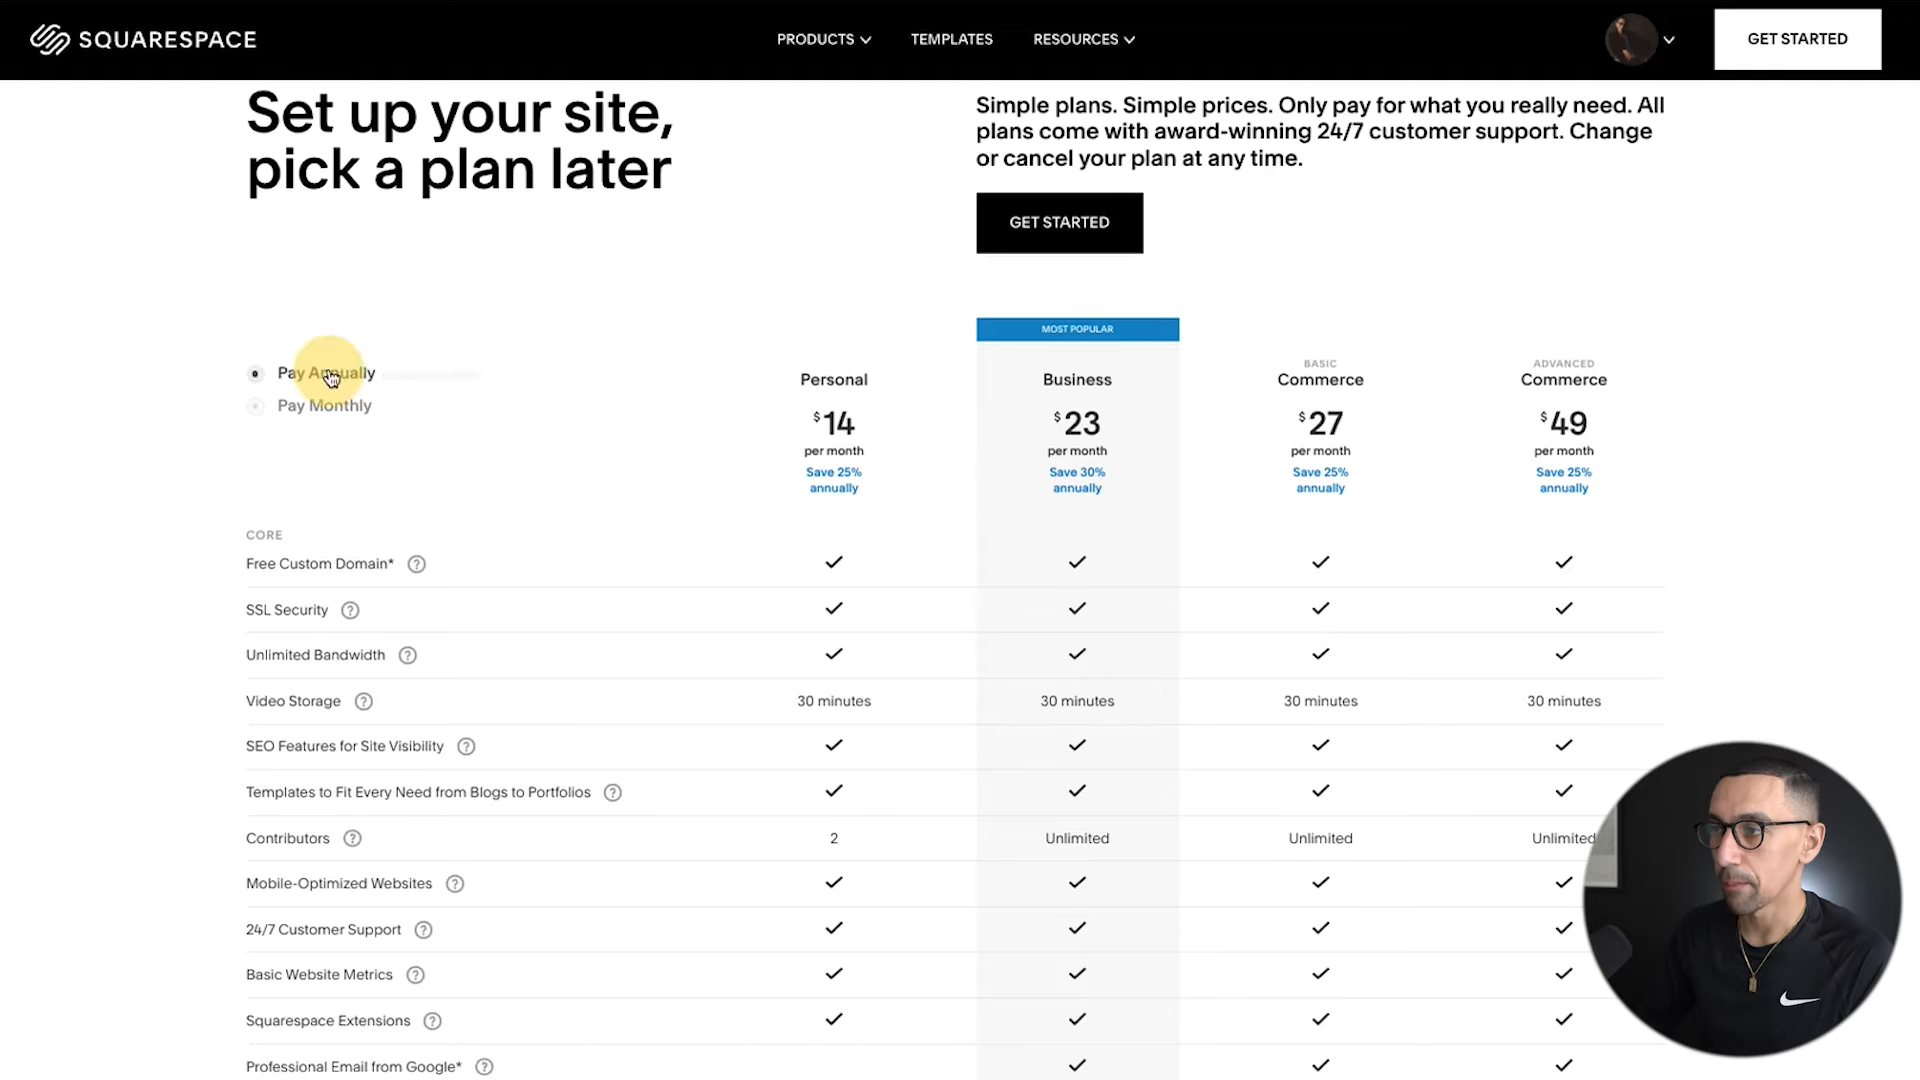 SQUARESPACE
PRODUCTS
TEMPLATES
RESOURCES
GET STARTED
Set up your site,
pick a plan later
Simple plans. Simple prices. Only pay for what you really need. All
plans come with award-winning 24/7 customer support. Change
or cancel your plan at any time.
GET STARTED
Pay Annually
Pay Monthly
MOST POPULAR
Personal
Business
BASIC
Commerce
ADVANCED
Commerce
$14
$23
$27
$49
per month
per month
per month
per month
Save 25%
annually
Save 30%
annually
Save 25%
annually
Save 25%
annually
CORE
Free Custom Domain*
SSL Security
Unlimited Bandwidth
Video Storage
30 minutes
30 minutes
30 minutes
30 minutes
SEO Features for Site Visibility
Templates to Fit Every Need from Blogs to Portfolios
Contributors
2
Unlimited
Unlimited
Unlimited
Mobile-Optimized Websites
24/7 Customer Support
Basic Website Metrics
Squarespace Extensions
Professional Email from Google*